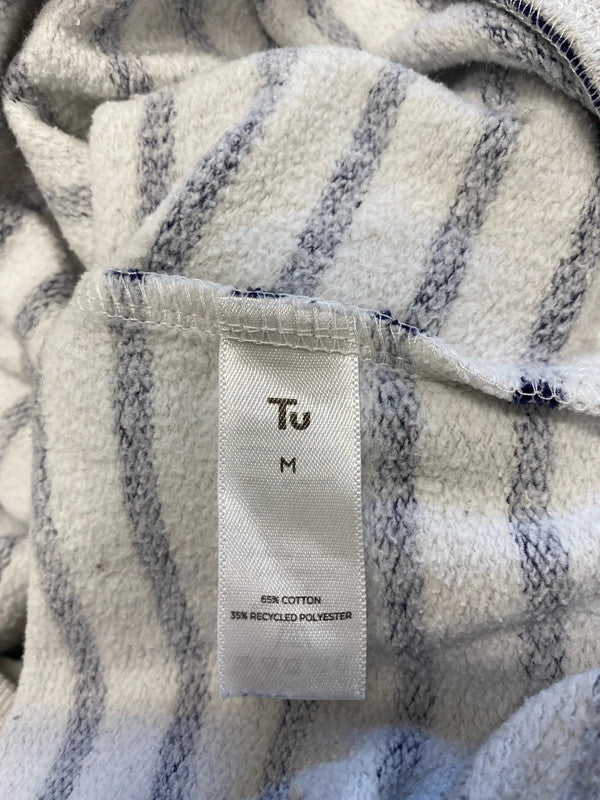 Tu
M
65% COTTON
35% RECYCLED POLYESTER